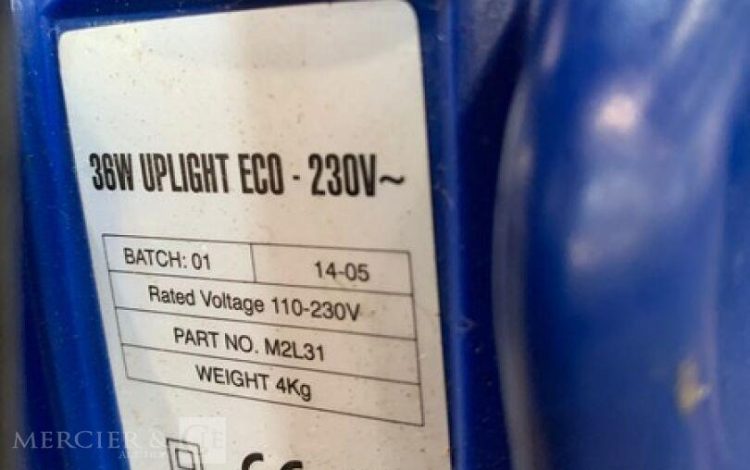 36W UPLIGHT ECO - 230V~
BATCH: 01 14-05
Rated Voltage 110-230V
PART NO. M2L31
WEIGHT 4Kg
CE
MERCIER & CIE